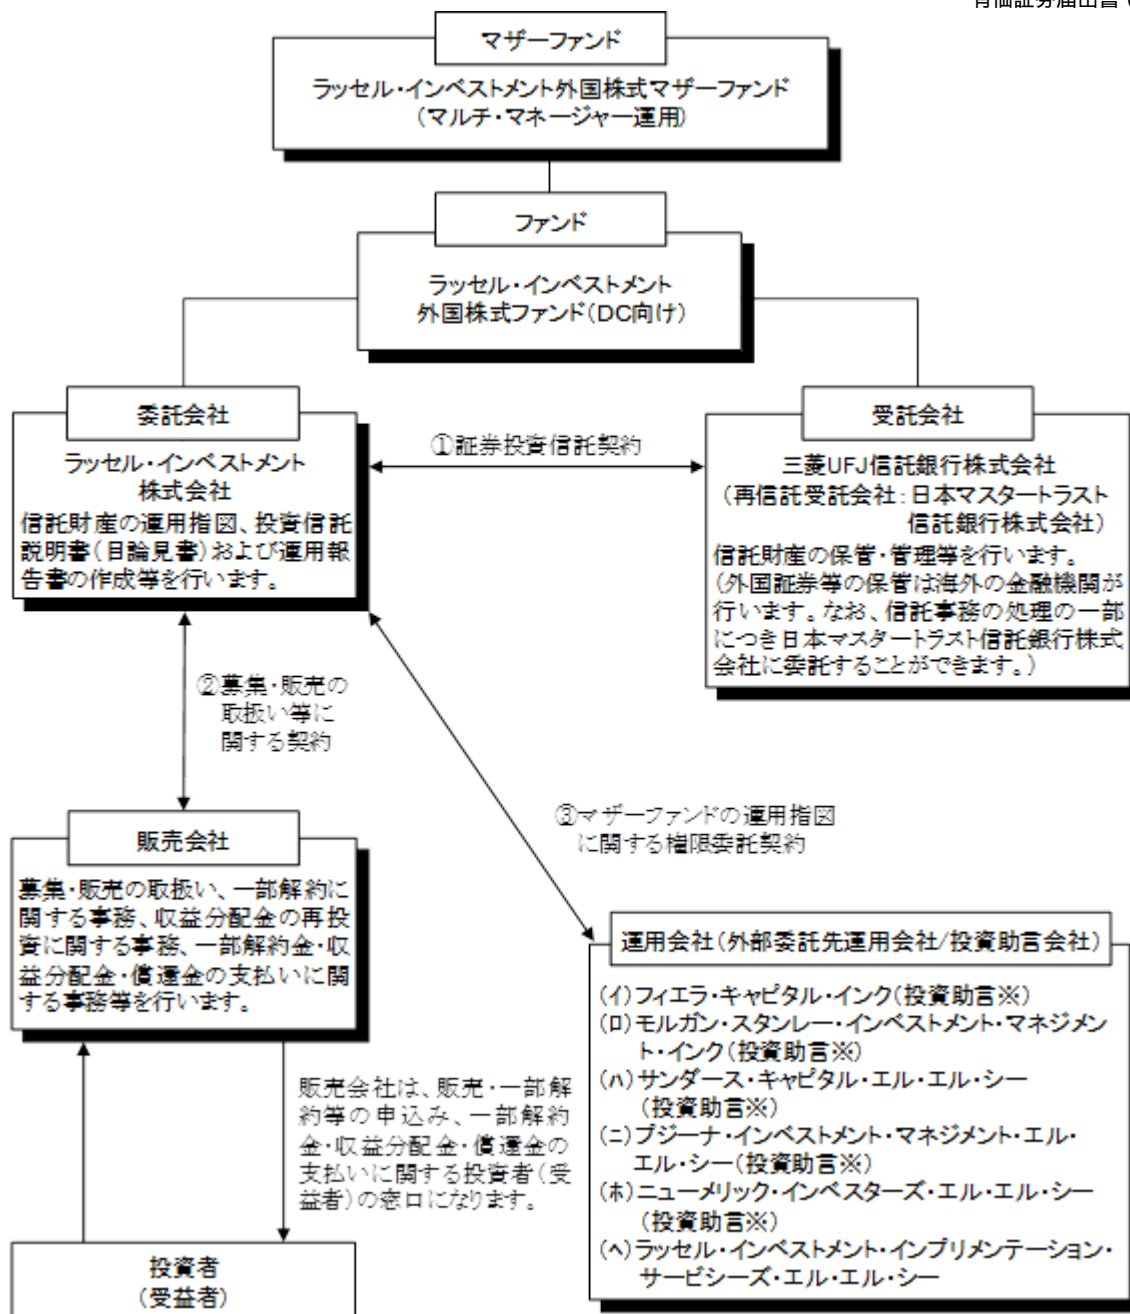 有価証券届出書
マザーファンド
ラッセル・インベストメント外国株式マザーファンド
(マルチ・マネージャー運用)
ファンド
ラッセル・インベストメント
外国株式ファンド(DC向け)
委託会社
ラッセル・インベストメント
株式会社
信託財産の運用指図、投資信託
説明書(目論見書)および運用報
告書の作成等を行います。
①証券投資信託契約
受託会社
三菱UFJ信託銀行株式会社
(再信託受託会社:日本マスタートラスト
信託銀行株式会社)
信託財産の保管・管理等を行います。
(外国証券等の保管は海外の金融機関が
行います。なお、信託事務の処理の一部
につき日本マスタートラスト信託銀行株式
会社に委託することができます。)
②募集・販売の
取扱い等に
関する契約
③マザーファンドの運用指図
に関する権限委託契約
販売会社
募集・販売の取扱い、一部解約に
関する事務、収益分配金の再投
資に関する事務、一部解約金・収
益分配金・償還金の支払いに関
する事務等を行います。
運用会社(外部委託先運用会社/投資助言会社)
(イ)フィエラ・キャピタル・インク(投資助言※)
(ロ)モルガン・スタンレー・インベストメント・マネジメン
ト・インク(投資助言※)
(ハ)サンダース・キャピタル・エル・エル・シー
(投資助言※)
(ニ)プジーナ・インベストメント・マネジメント・エル・
エル・シー(投資助言※)
(ホ)ニューメリック・インベスターズ・エル・エル・シー
(投資助言※)
(ヘ)ラッセル・インベストメント・インプリメンテーション・
サービシーズ・エル・エル・シー
販売会社は、販売・一部解
約等の申込み、一部解約
金・収益分配金・償還金の
支払いに関する投資者(受
益者)の窓口になります。
投資者
(受益者)